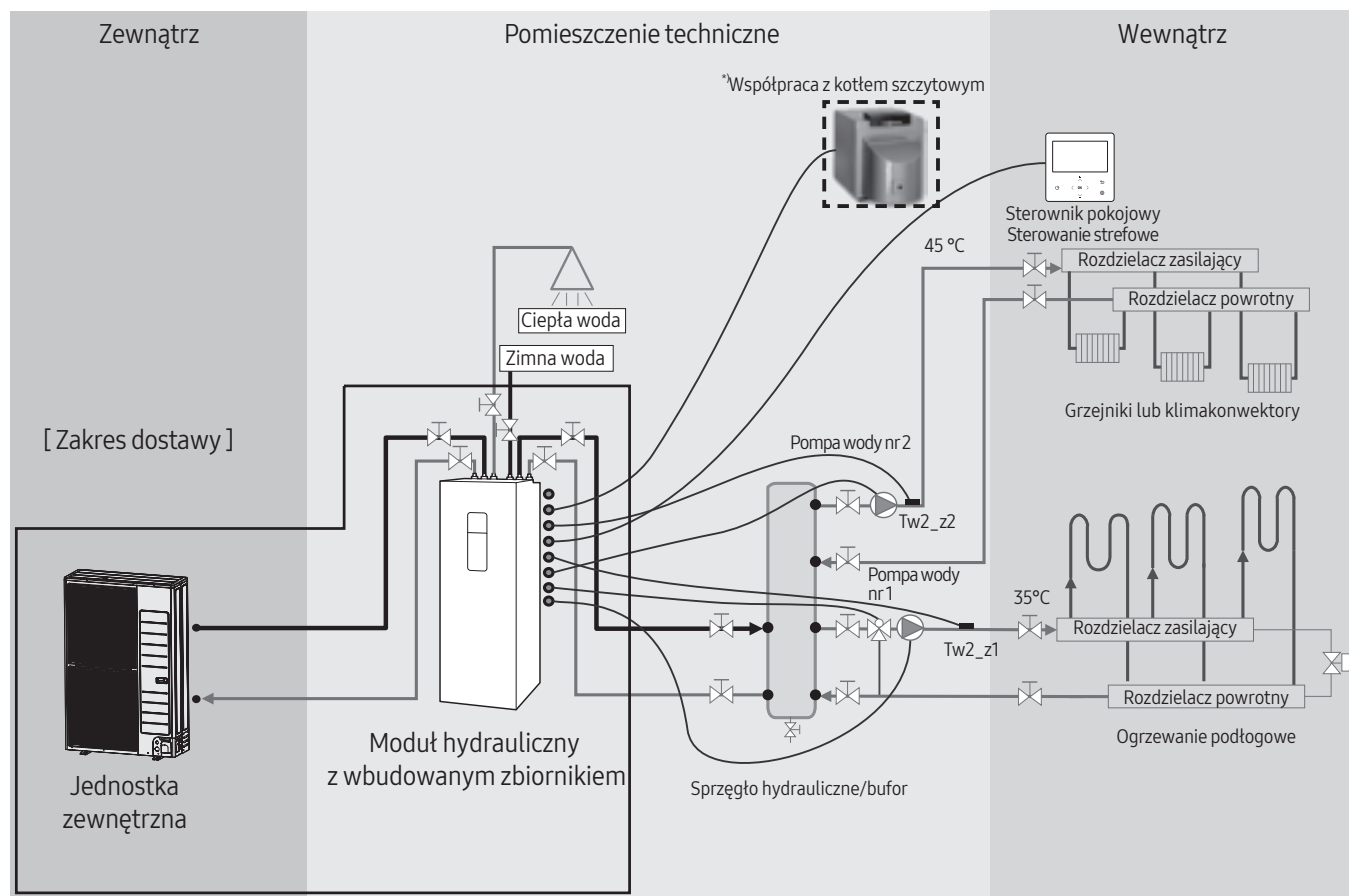 Zewnątrz
Pomieszczenie techniczne
Wewnątrz
*)Współpraca z kotłem szczytowym
Sterownik pokojowy
Sterowanie strefowe
45 °C
Rozdzielacz zasilający
Rozdzielacz powrotny
Ciepła woda
Zimna woda
Grzejniki lub klimakonwektory
[ Zakres dostawy ]
Pompa wody nr 2
Tw2_z2
Pompa wody
nr 1
35°C
Rozdzielacz zasilający
Tw2_z1
Rozdzielacz powrotny
Ogrzewanie podłogowe
Moduł hydrauliczny
z wbudowanym zbiornikiem
Sprzęgło hydrauliczne/bufor
Jednostka
zewnętrzna